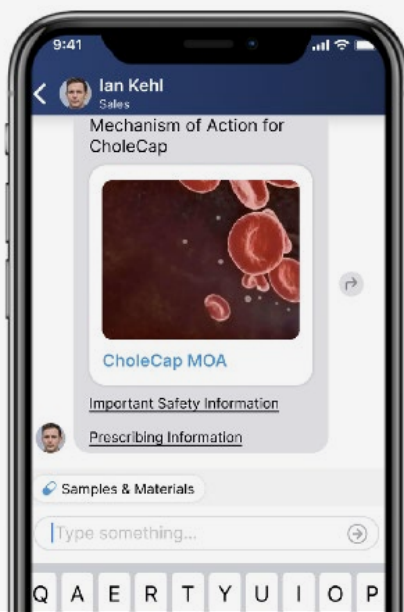 9:41
Ian Kehl
Sales
Mechanism of Action for
CholeCap
CholeCap MOA
Important Safety Information
Prescribing Information
Samples & Materials
Type something...
Q A E R T Y U I O P